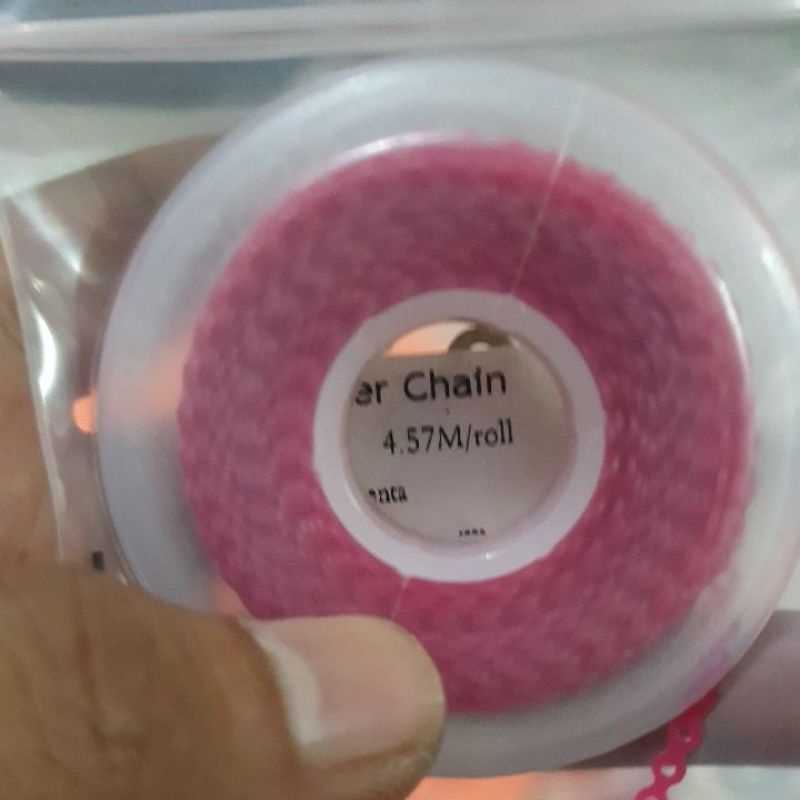 er Chain
4.57M/roll
enta